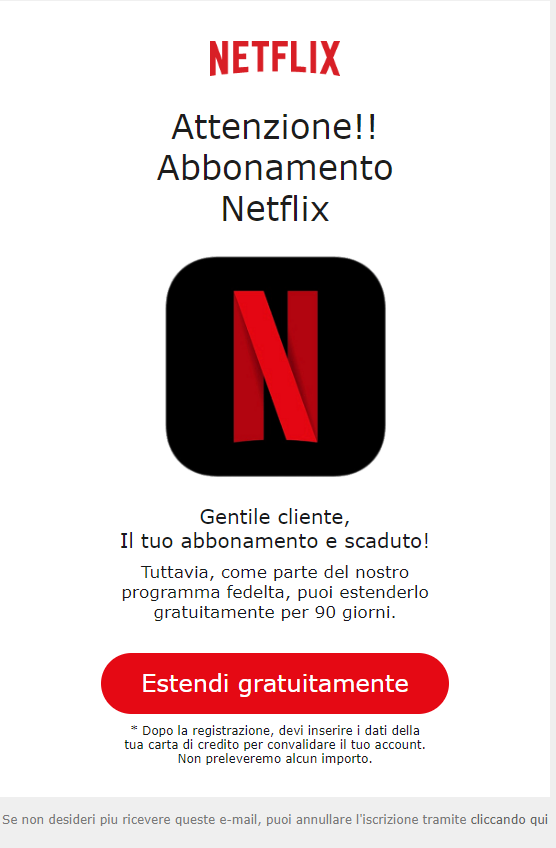 NETFLIX
Attenzione!!
Abbonamento
Netflix
N
Gentile cliente,
Il tuo abbonamento e scaduto!
Tuttavia, come parte del nostro
programma fedelta, puoi estenderlo
gratuitamente per 90 giorni.
Estendi gratuitamente
* Dopo la registrazione, devi inserire i dati della
tua carta di credito per convalidare il tuo account.
Non preleveremo alcun importo.
Se non desideri piu ricevere queste e-mail, puoi annullare l'iscrizione tramite cliccando qui